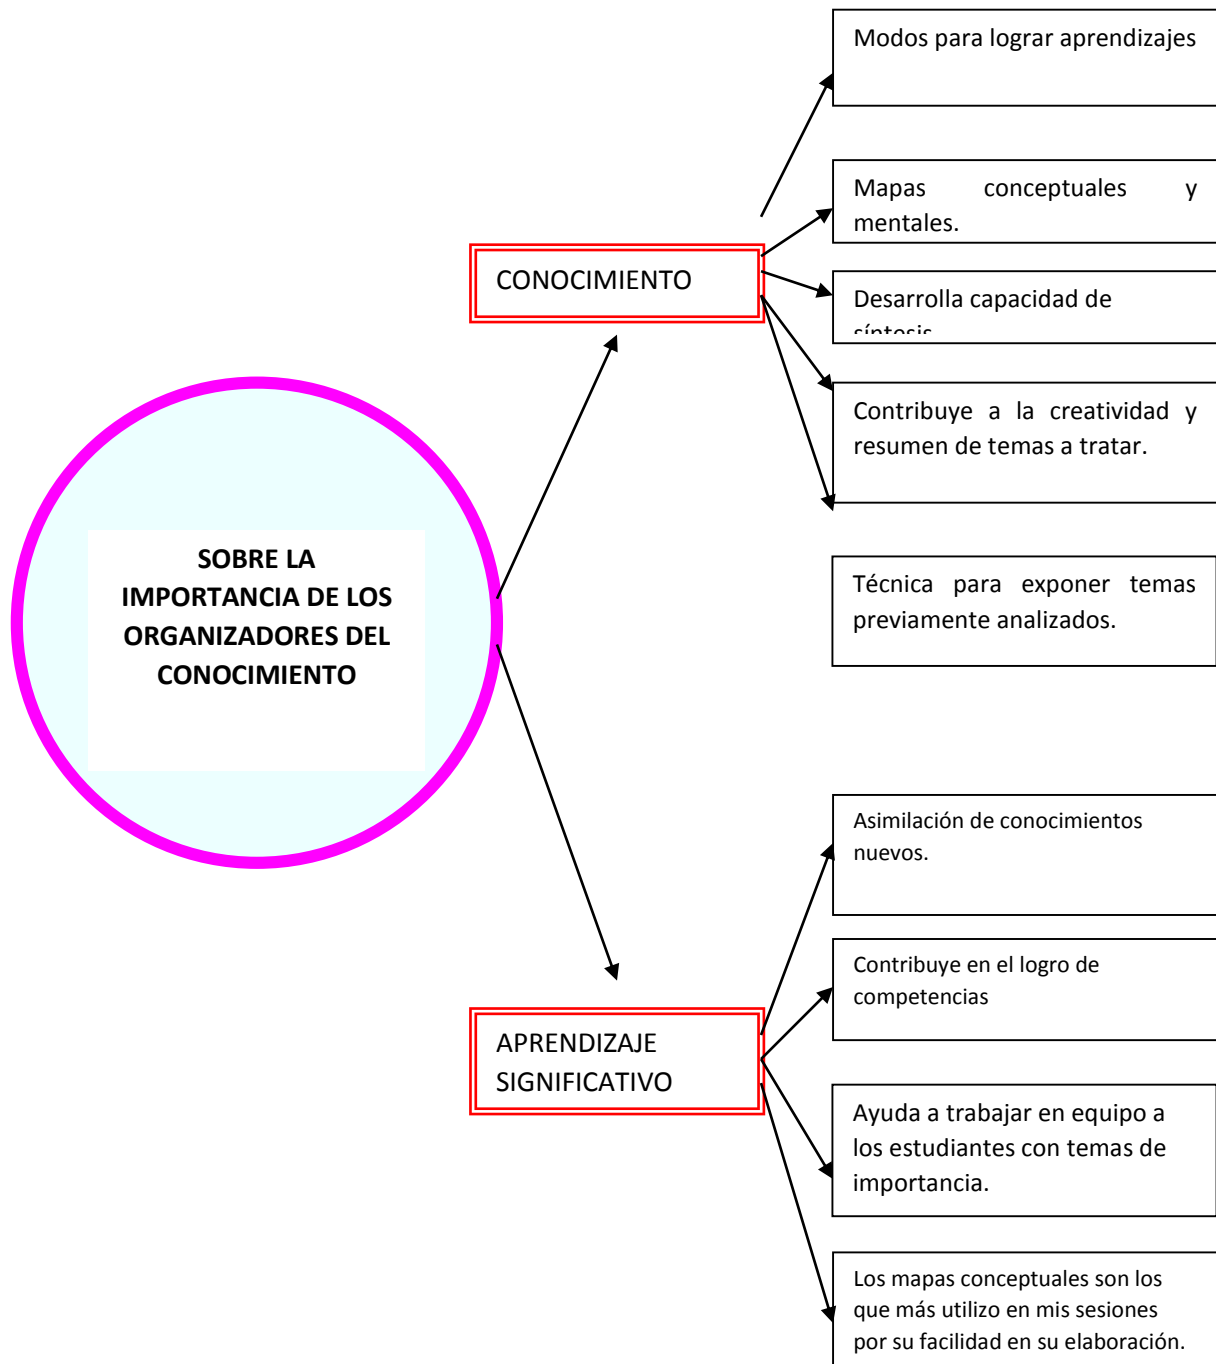 Modos para lograr aprendizajes
Mapas conceptuales y
mentales.
CONOCIMIENTO
Desarrolla capacidad de
síntesis
Contribuye a la creatividad y
resumen de temas a tratar.
SOBRE LA
IMPORTANCIA DE LOS
ORGANIZADORES DEL
CONOCIMIENTO
Técnica para exponer temas
previamente analizados.
Asimilación de conocimientos
nuevos.
Contribuye en el logro de
competencias
APRENDIZAJE
SIGNIFICATIVO
Ayuda a trabajar en equipo a
los estudiantes con temas de
importancia.
Los mapas conceptuales son los
que más utilizo en mis sesiones
por su facilidad en su elaboración.